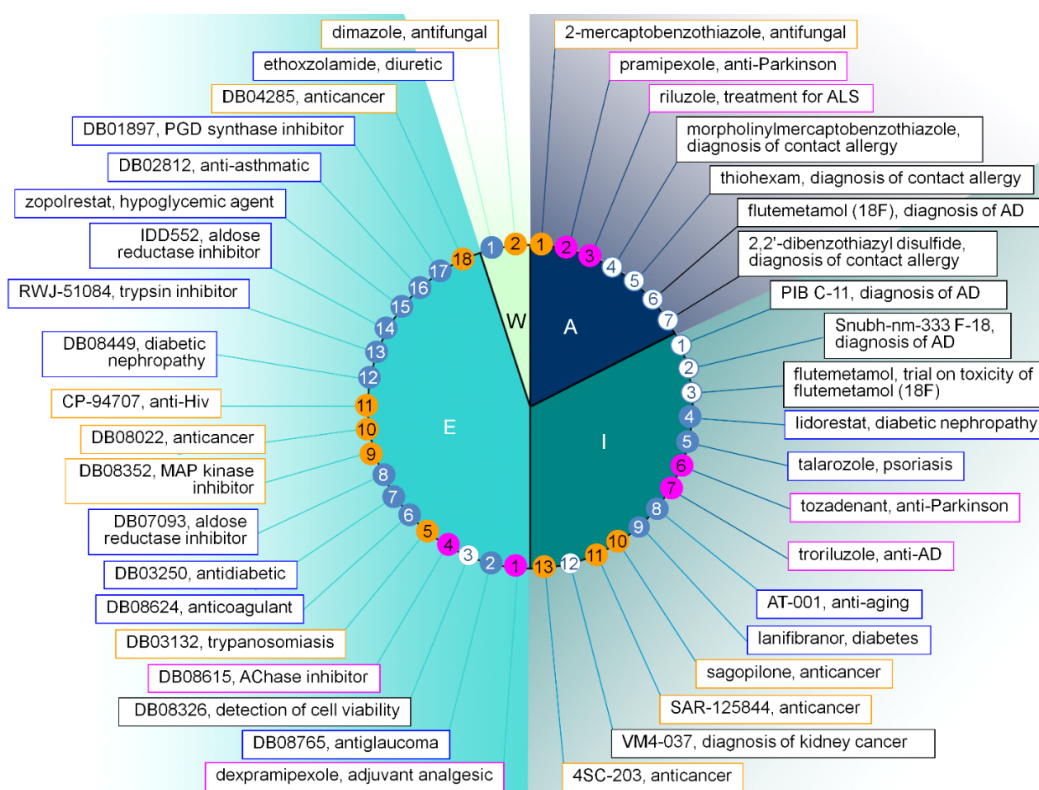 dimazole, antifungal
ethoxzolamide, diuretic
DB04285, anticancer
DB01897, PGD synthase inhibitor
DB02812, anti-asthmatic
zopolrestat, hypoglycemic agent
IDD552, aldose
reductase inhibitor
RWJ-51084, trypsin inhibitor
DB08449, diabetic
nephropathy
CP-94707, anti-Hiv
DB08022, anticancer
DB08352, MAP kinase
inhibitor
DB07093, aldose
reductase inhibitor
DB03250, antidiabetic
DB08624, anticoagulant
DB03132, trypanosomiasis
DB08615, AChase inhibitor
DB08326, detection of cell viability
DB08765, antiglaucoma
dexpramipexole, adjuvant analgesic
2-mercaptobenzothiazole, antifungal
pramipexole, anti-Parkinson
riluzole, treatment for ALS
morpholinylmercaptobenzothiazole,
diagnosis of contact allergy
thiohexam, diagnosis of contact allergy
flutemetamol (18F), diagnosis of AD
2,2'-dibenzothiazyl disulfide,
diagnosis of contact allergy
PIB C-11, diagnosis of AD
Snubh-nm-333 F-18,
diagnosis of AD
flutemetamol, trial on toxicity of
flutemetamol (18F)
lidorestat, diabetic nephropathy
talarozole, psoriasis
tozadenant, anti-Parkinson
troriluzole, anti-AD
AT-001, anti-aging
lanifibranor, diabetes
sagopilone, anticancer
SAR-125844, anticancer
VM4-037, diagnosis of kidney cancer
4SC-203, anticancer
W
1
2
A
1
2
3
4
5
6
7
I
1
2
3
4
5
6
7
8
9
10
11
12
13
E
1
2
3
4
5
6
7
8
9
10
11
12
13
14
15
16
17
18